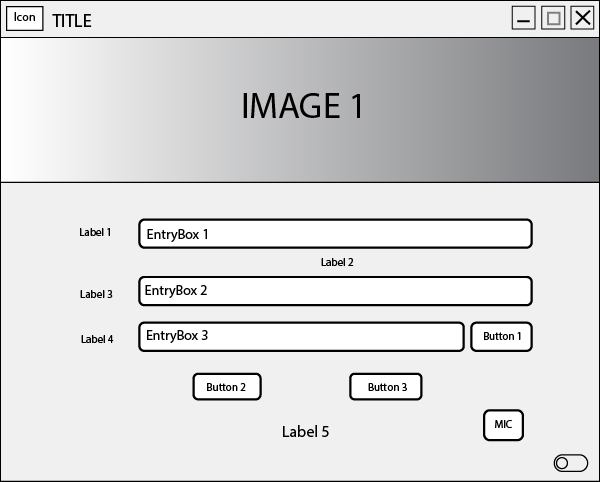 Icon TITLE
IMAGE 1
Label 1 EntryBox 1
Label 2
Label 3 EntryBox 2
Label 4 EntryBox 3 Button 1
Button 2 Button 3
Label 5 MIC